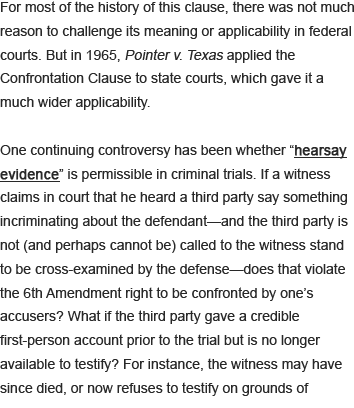 For most of the history of this clause, there was not much
reason to challenge its meaning or applicability in federal
courts. But in 1965, Pointer v. Texas applied the
Confrontation Clause to state courts, which gave it a
much wider applicability.

One continuing controversy has been whether “hearsay
evidence” is permissible in criminal trials. If a witness
claims in court that he heard a third party say something
incriminating about the defendant—and the third party is
not (and perhaps cannot be) called to the witness stand
to be cross-examined by the defense—does that violate
the 6th Amendment right to be confronted by one’s
accusers? What if the third party gave a credible
first-person account prior to the trial but is no longer
available to testify? For instance, the witness may have
since died, or now refuses to testify on grounds of